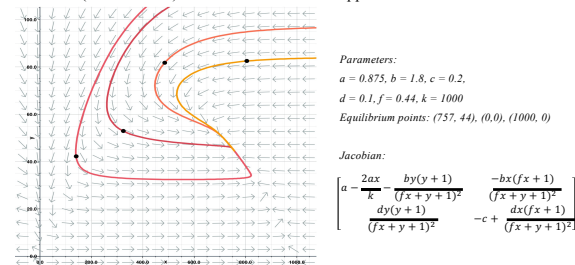 100.0
80.0
60.0
40.0
20.0
0.0
y
0.0 200.0 400.0 x 800.0 1000.0
Parameters:
a = 0.875, b = 1.8, c = 0.2,
d = 0.1, f = 0.44, k = 1000
Equilibrium points: (757, 44), (0,0), (1000, 0)
Jacobian:
a − 2ax/k − by(y + 1)/(fx + y + 1)² −bx(fx + 1)/(fx + y + 1)²
dy(y + 1)/(fx + y + 1)² −c + dx(fx + 1)/(fx + y + 1)²